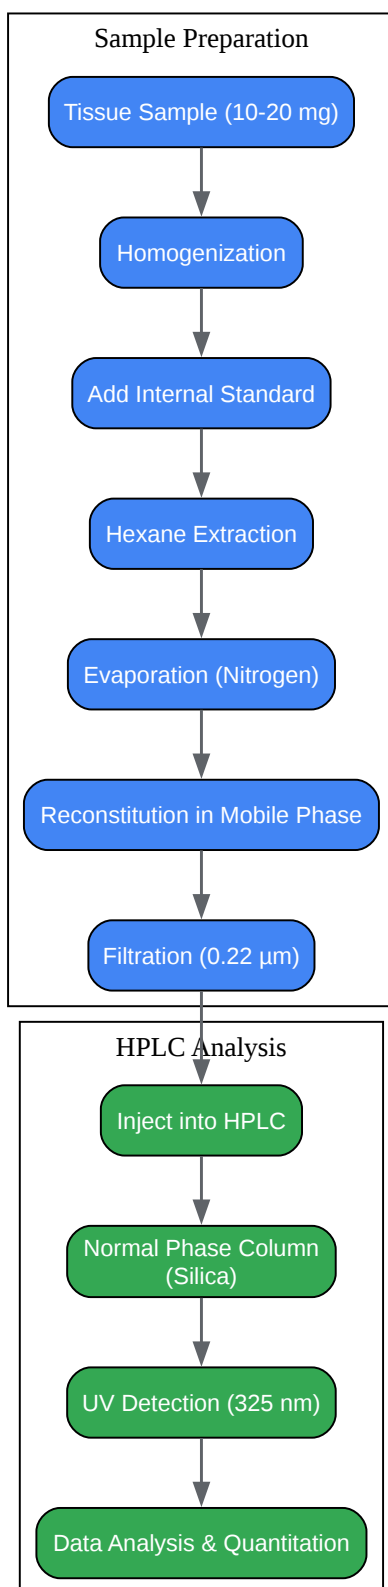 Sample Preparation
Tissue Sample (10-20 mg)
Homogenization
Add Internal Standard
Hexane Extraction
Evaporation (Nitrogen)
Reconstitution in Mobile Phase
Filtration (0.22 µm)
HPLC Analysis
Inject into HPLC
Normal Phase Column
(Silica)
UV Detection (325 nm)
Data Analysis & Quantitation